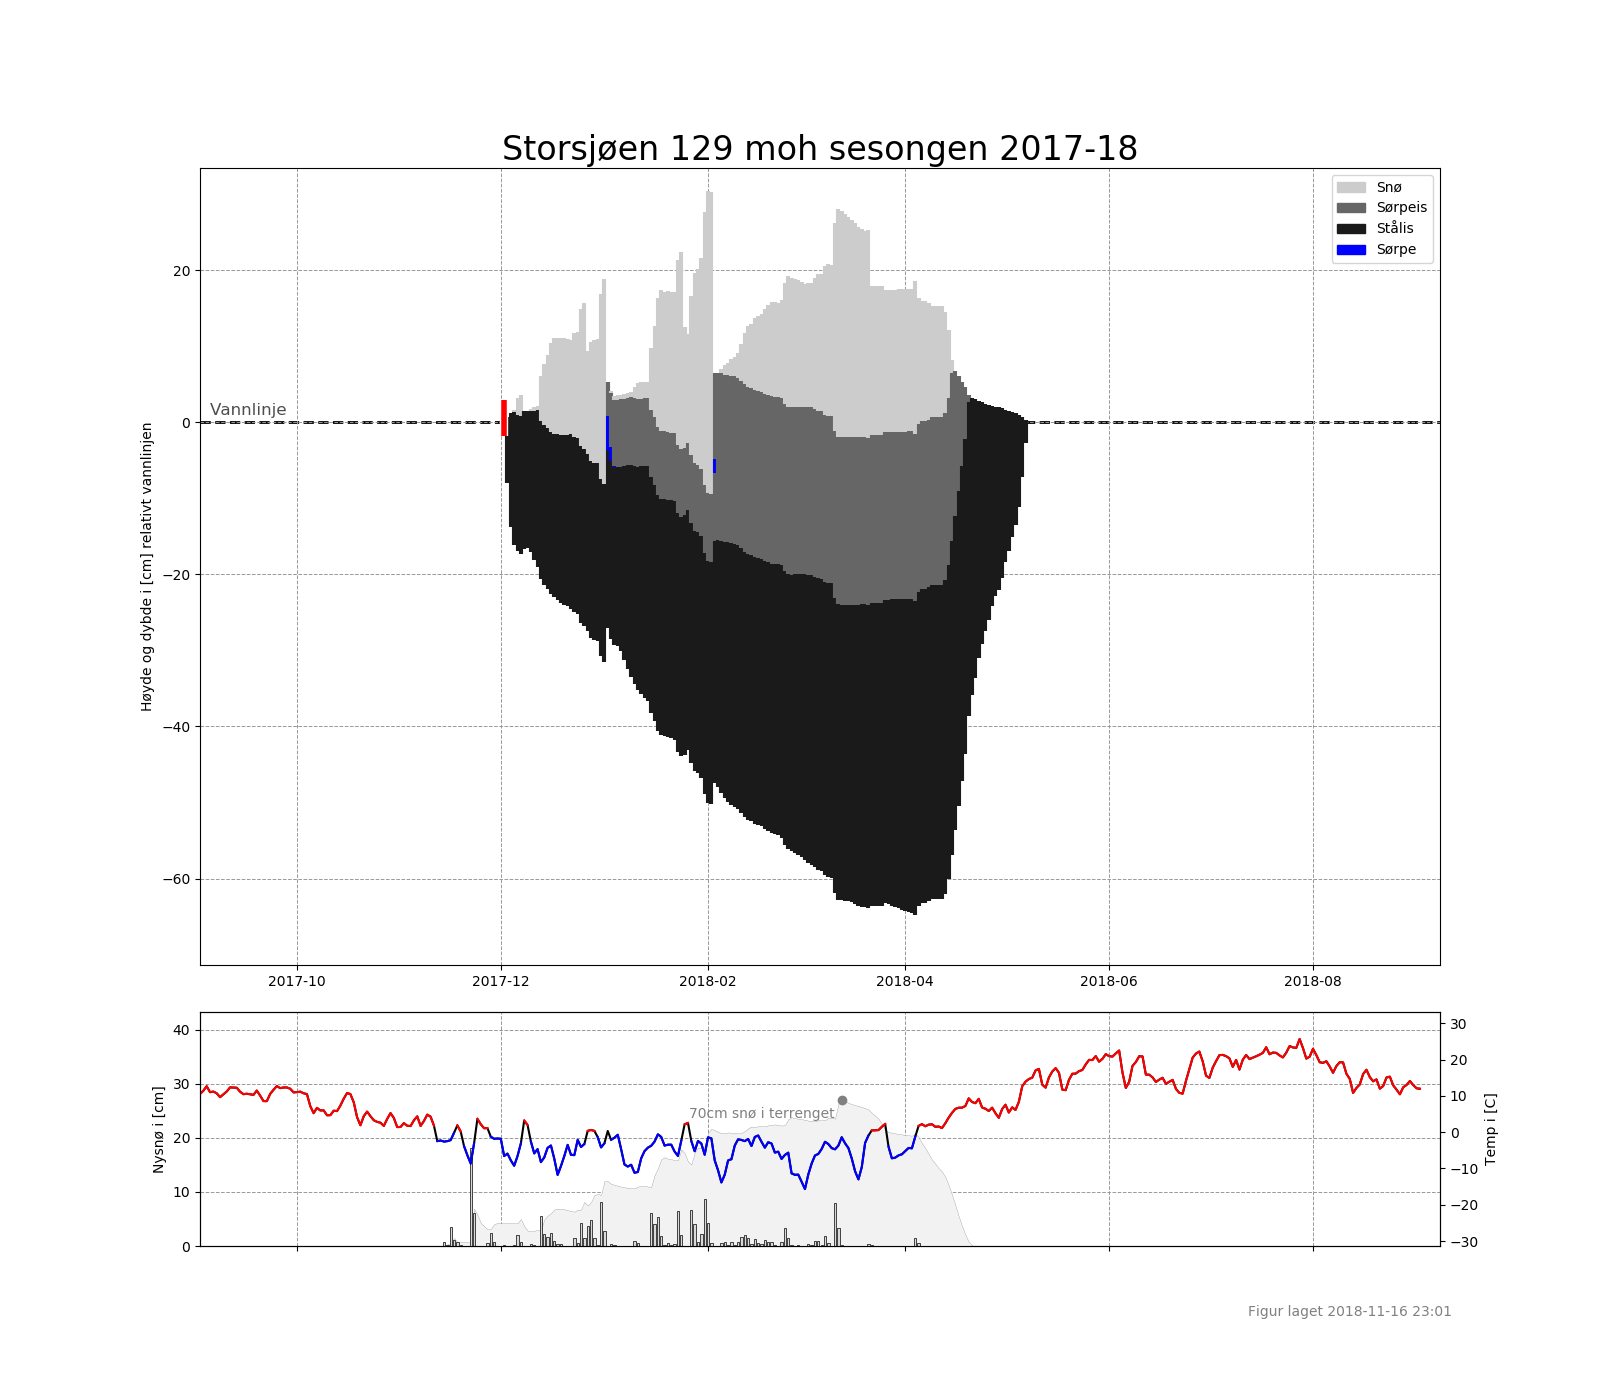 Storsjøen 129 moh sesongen 2017-18
Snø
Sørpeis
Stålis
Sørpe
20
0
−20
−40
−60
Høyde og dybde i [cm] relativt vannlinjen
Vannlinje
2017-10 2017-12 2018-02 2018-04 2018-06 2018-08
40
30
20
10
0
Nysnø i [cm]
70cm snø i terrenget
30
20
10
0
−10
−20
−30
Temp i [C]
Figur laget 2018-11-16 23:01